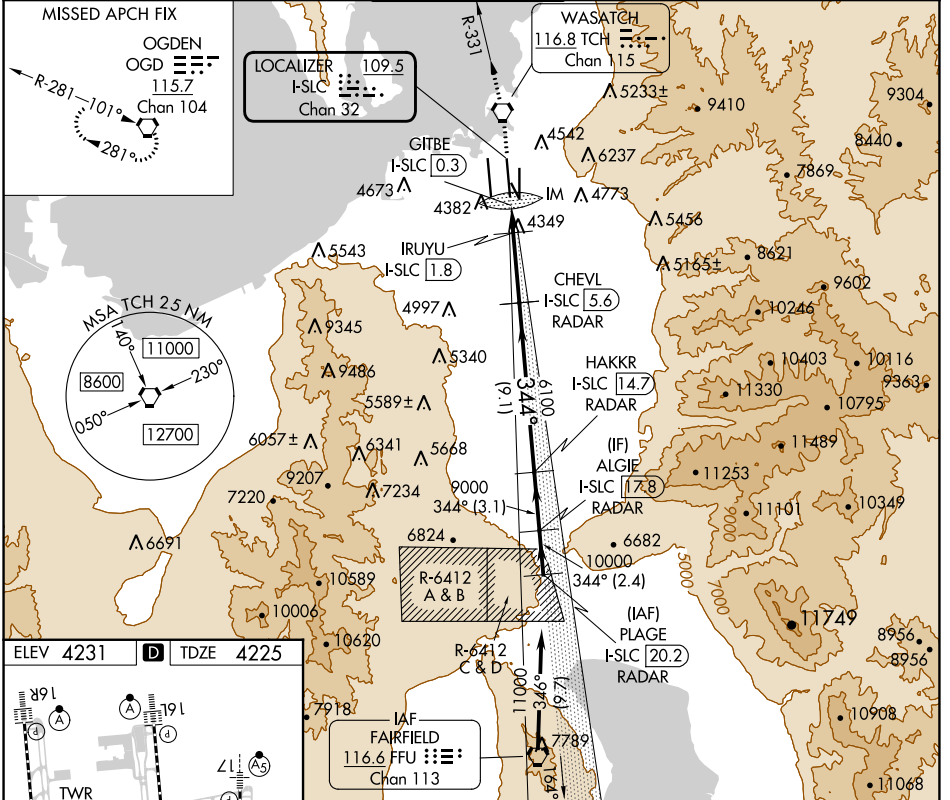 MISSED APCH FIX
OGDEN
OGD
115.7
Chan 104
R-281
101°
281°
LOCALIZER 109.5
I-SLC
Chan 32
R-331
WASATCH
116.8 TCH
Chan 115
5233±
9410
9304
8440
4542
6237
7869
GITBE
I-SLC 0.3
4673
4382
IM
4773
4349
5456
5543
IRUYU
I-SLC 1.8
5165±
8621
9602
CHEVL
I-SLC 5.6
RADAR
4997
10246
MSA TCH 25 NM
140°
11000
8600
230°
050°
12700
9345
9486
5340
5589±
344°
(9.1)
6100
HAKKR
I-SLC 14.7
RADAR
10403
10116
9363
11330
10795
6057±
6341
5668
11489
9207
7234
7220
(IF)
ALGIE
I-SLC 17.8
RADAR
11253
11101
10349
9000
344° (3.1)
6691
6824
6682
10000
344° (2.4)
5000
5000
R-6412
A & B
R-6412
C & D
10589
10006
10620
(IAF)
PLAGE
I-SLC 20.2
RADAR
11749
8956
8956
11000
346°
(9.7)
ELEV 4231
D
TDZE 4225
16R
A
P
A
16L
P
17
A5
P
TWR
7918
IAF
FAIRFIELD
116.6 FFU
Chan 113
7789
164°
10908
11068